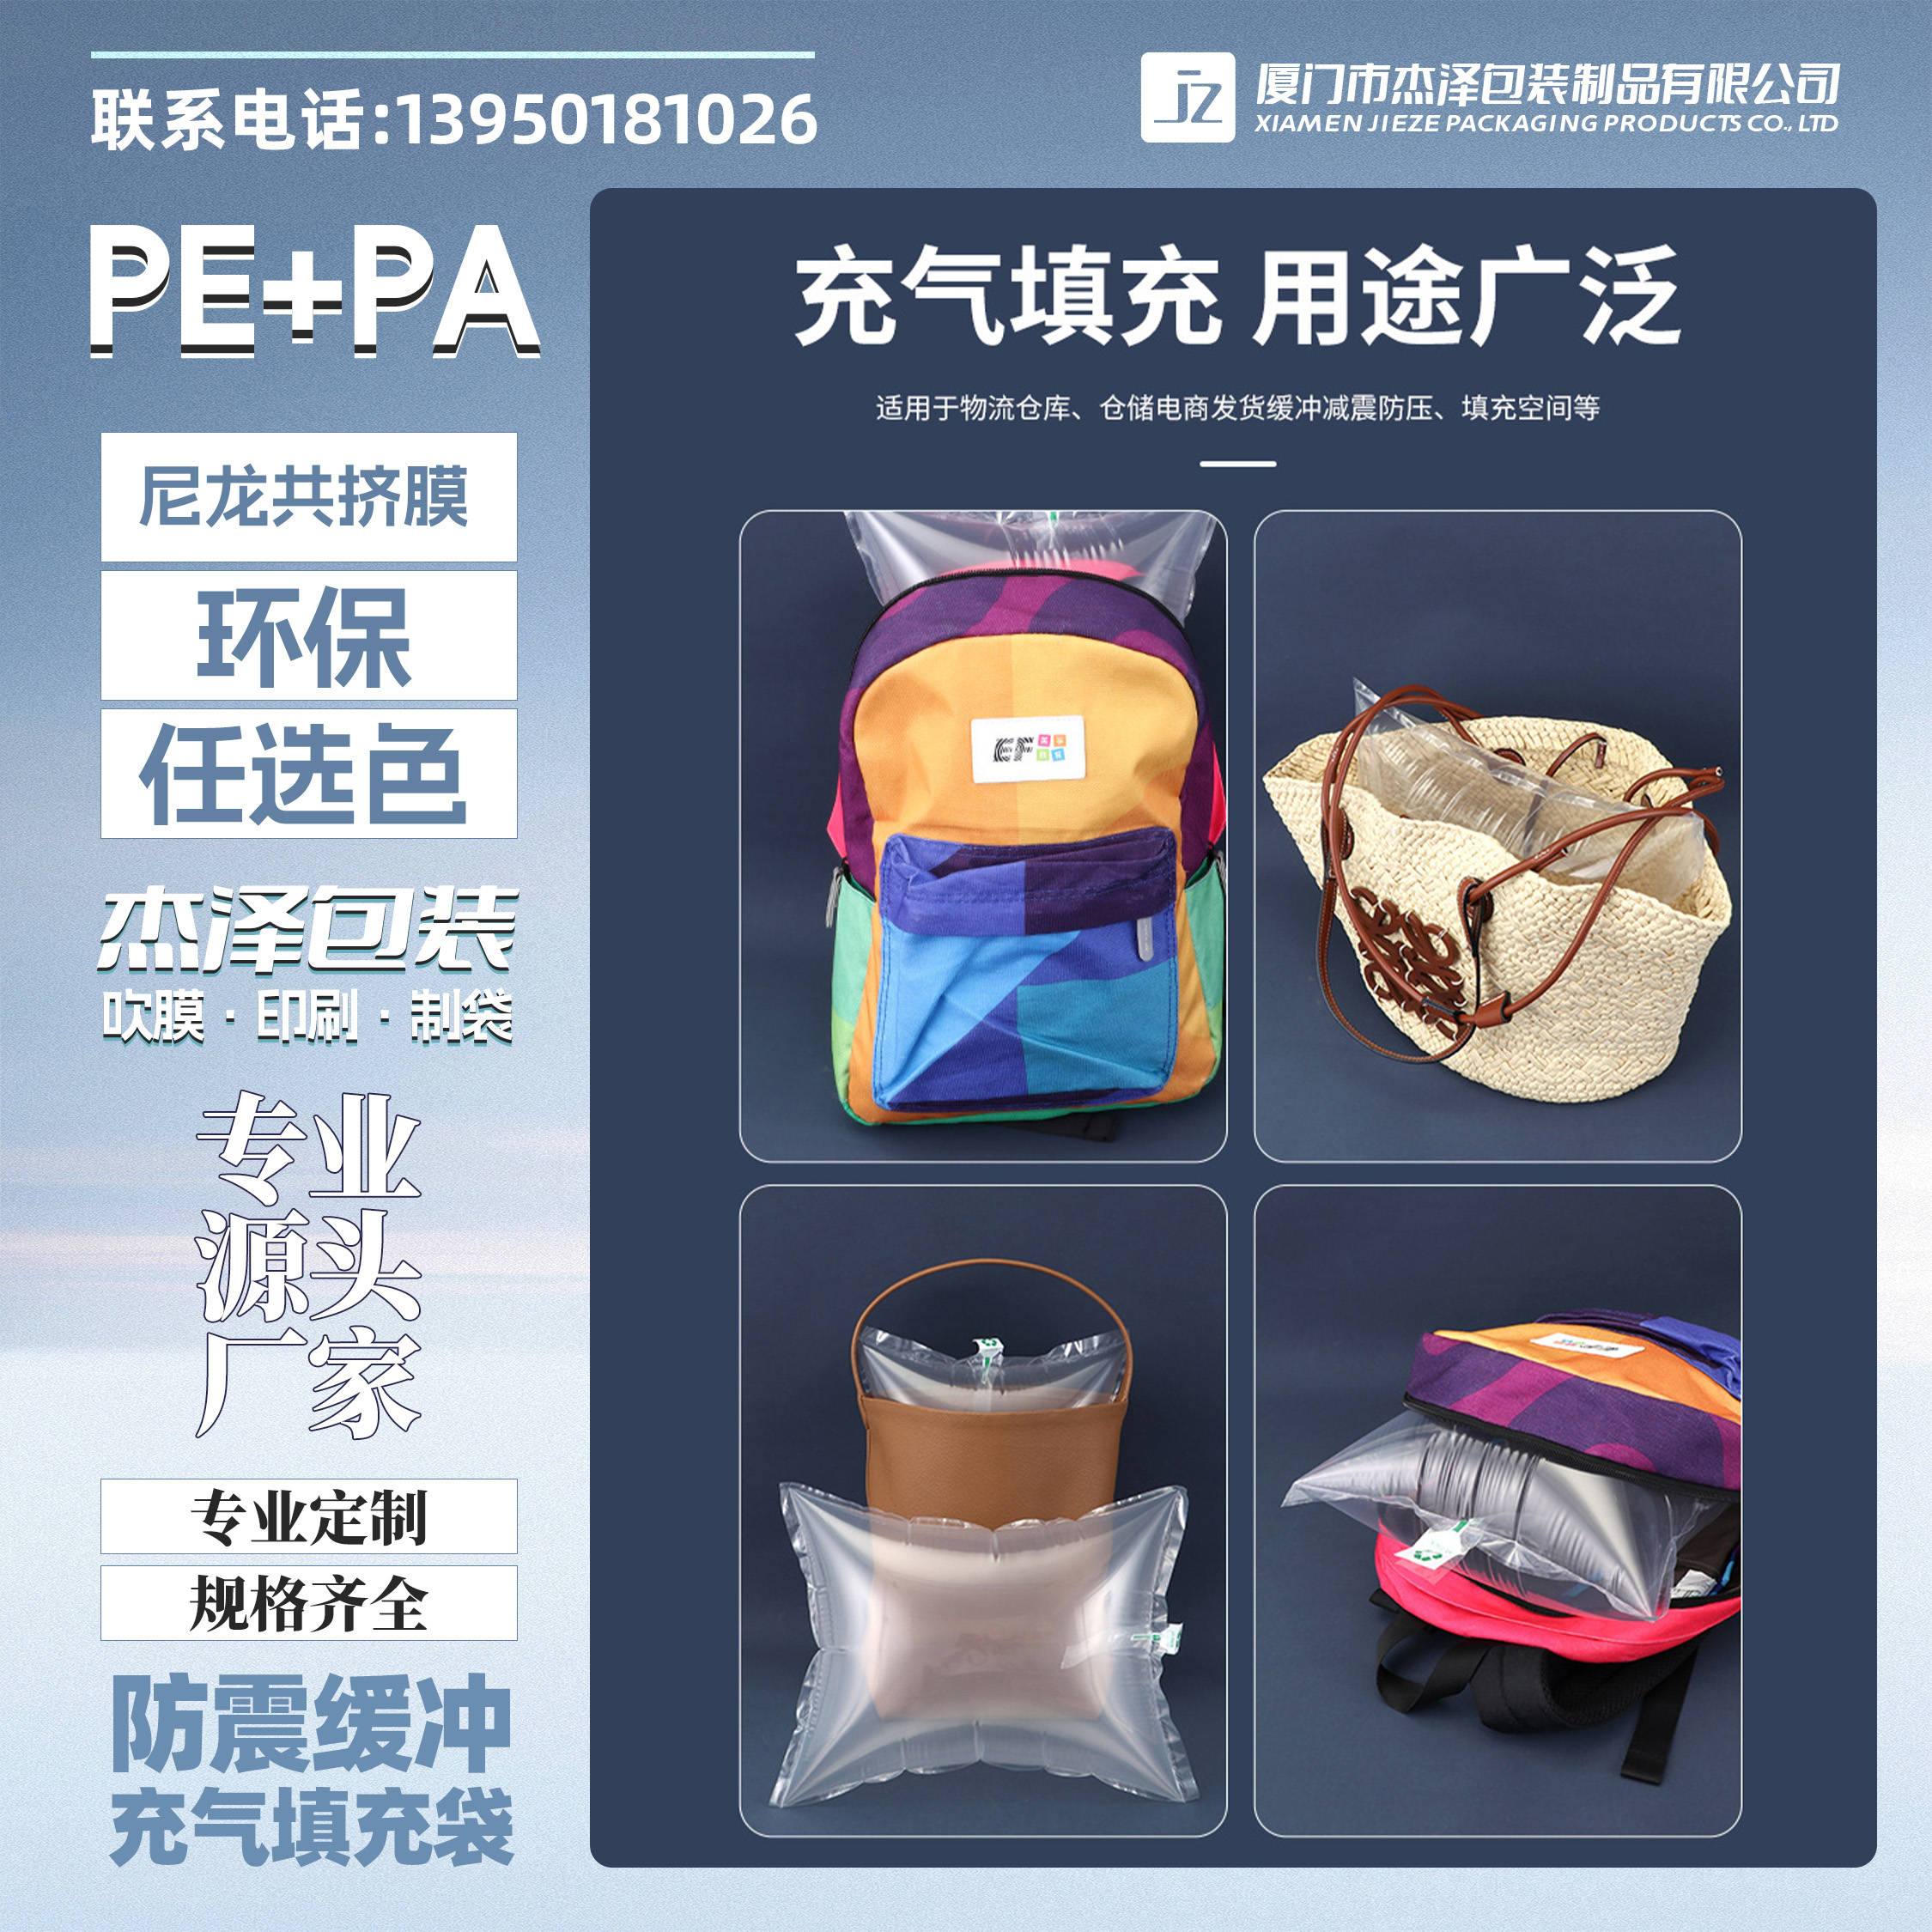 联系电话:13950181026
JZ
厦门市杰泽包装制品有限公司
XIAMEN JIEZE PACKAGING PRODUCTS CO., LTD
PE+PA
尼龙共挤膜
环保
任选色
杰泽包装
吹膜·印刷·制袋
专业
源头
厂家
专业定制
规格齐全
防震缓冲
充气填充袋
充气填充 用途广泛
适用于物流仓库、仓储电商发货缓冲减震防压、填充空间等
EF